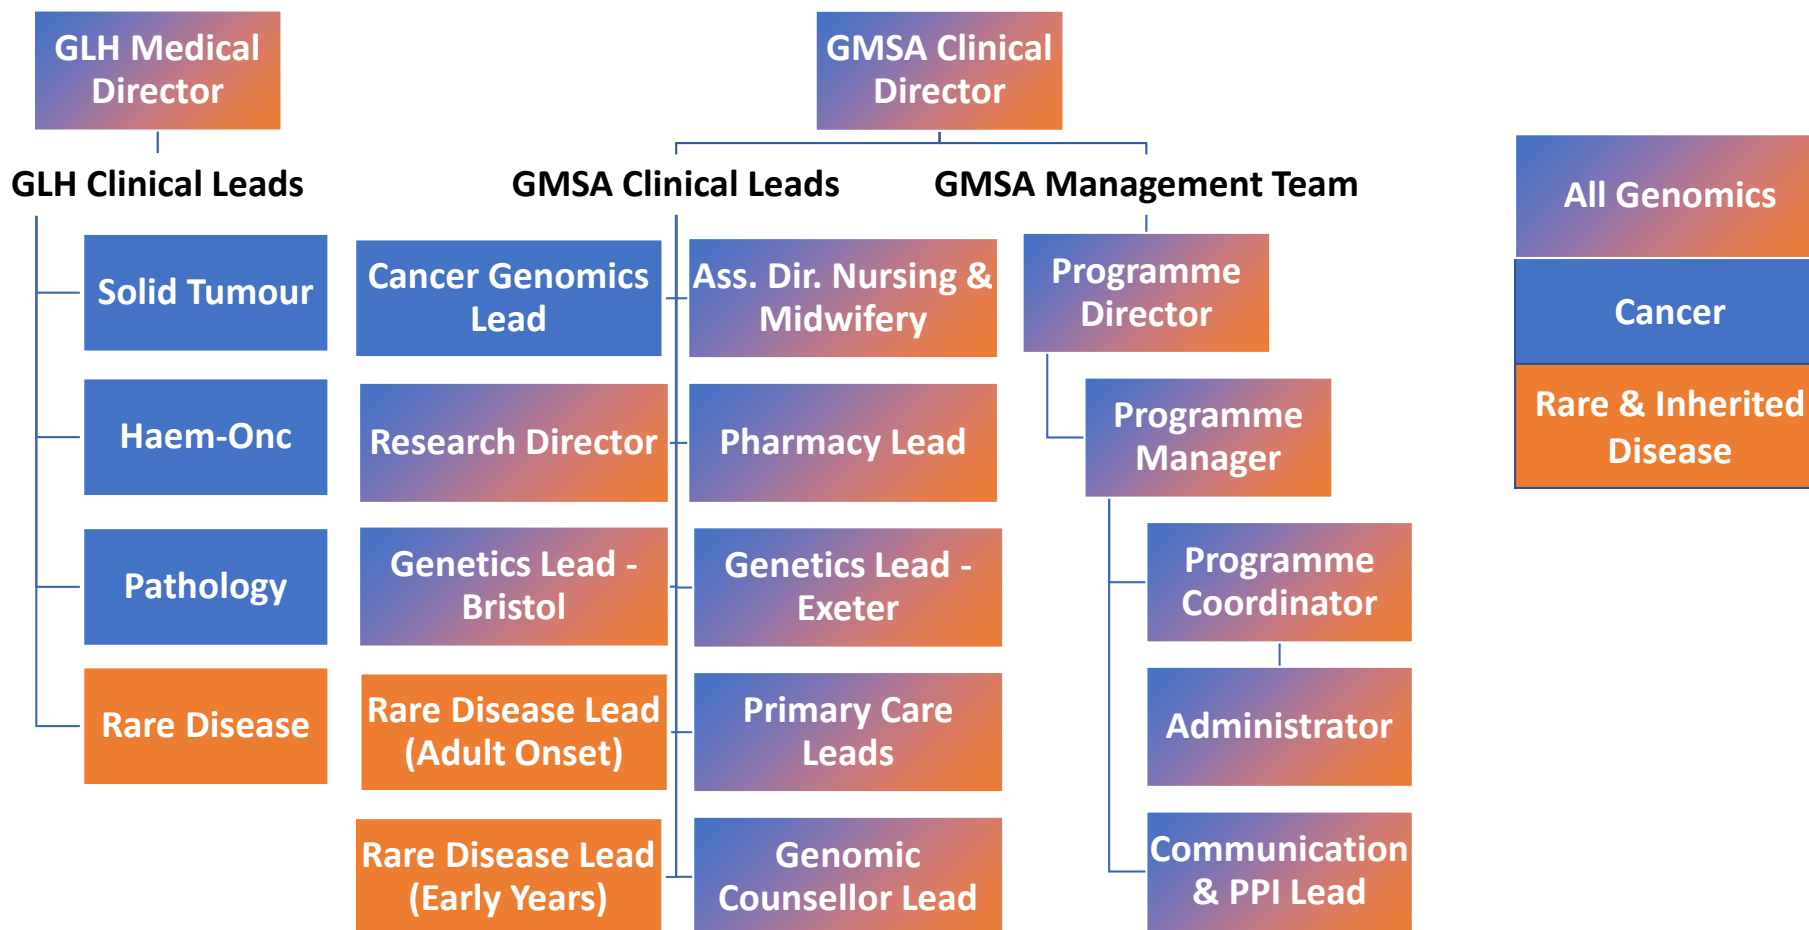 GLH Medical
Director
GMSA Clinical
Director
GLH Clinical Leads
GMSA Clinical Leads
GMSA Management Team
Solid Tumour
Haem-Onc
Pathology
Rare Disease
Cancer Genomics
Lead
Ass. Dir. Nursing &
Midwifery
Research Director
Pharmacy Lead
Genetics Lead -
Bristol
Genetics Lead -
Exeter
Rare Disease Lead
(Adult Onset)
Primary Care
Leads
Rare Disease Lead
(Early Years)
Genomic
Counsellor Lead
Programme
Director
Programme
Manager
Programme
Coordinator
Administrator
Communication
& PPI Lead
All Genomics
Cancer
Rare & Inherited
Disease